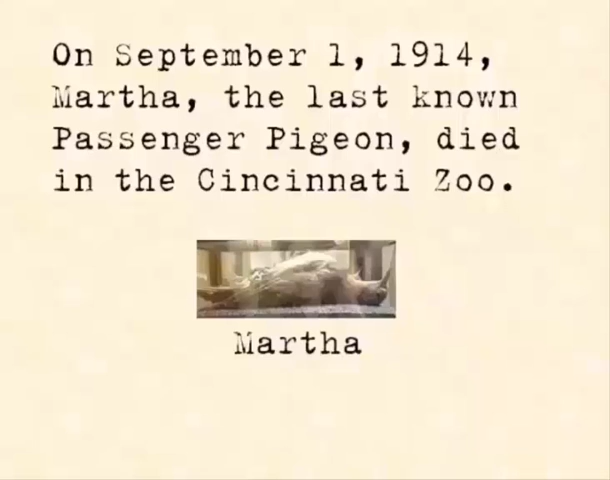 On September 1, 1914,
Martha, the last known
Passenger Pigeon, died
in the Cincinnati Zoo.
Martha